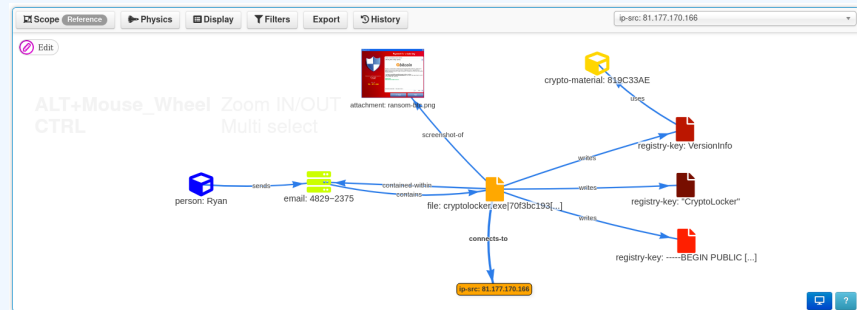 Scope Reference Physics Display Filters Export History ip-src: 81.177.170.166
Edit
ALT+Mouse_Wheel Zoom IN/OUT
CTRL Multi select
bitcoin
attachment: ransom-
.png
crypto-material: 819C33AE
uses
screenshot-of
registry-key: VersionInfo
writes
person: Ryan
sends
email: 4829-2375
contained-within
contains
file: cryptolocker.exe|70f3bc193[...]
writes
registry-key: "CryptoLocker"
writes
registry-key: -----BEGIN PUBLIC [...]
connects-to
ip-src: 81.177.170.166
?